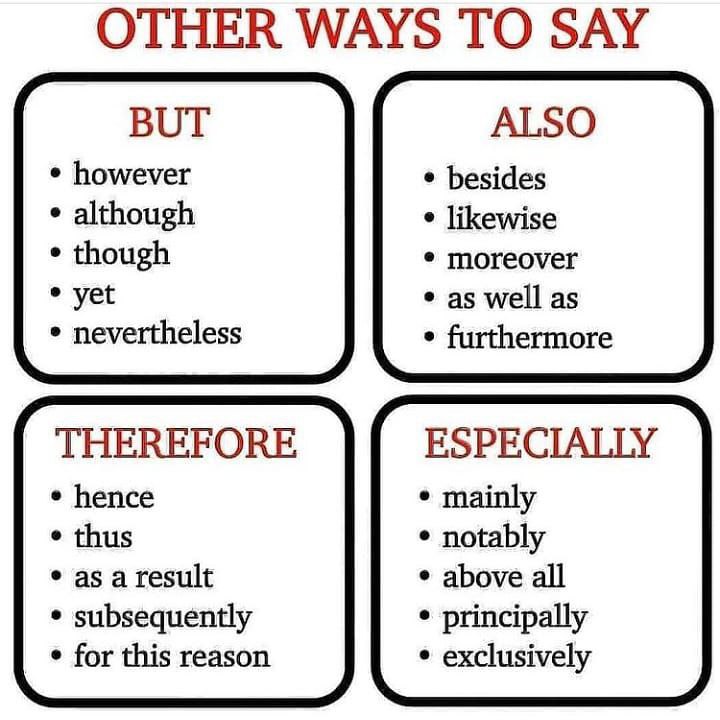 OTHER WAYS TO SAY
BUT
• however
• although
• though
• yet
• nevertheless
ALSO
• besides
• likewise
• moreover
• as well as
• furthermore
THEREFORE
• hence
• thus
• as a result
• subsequently
• for this reason
ESPECIALLY
• mainly
• notably
• above all
• principally
• exclusively